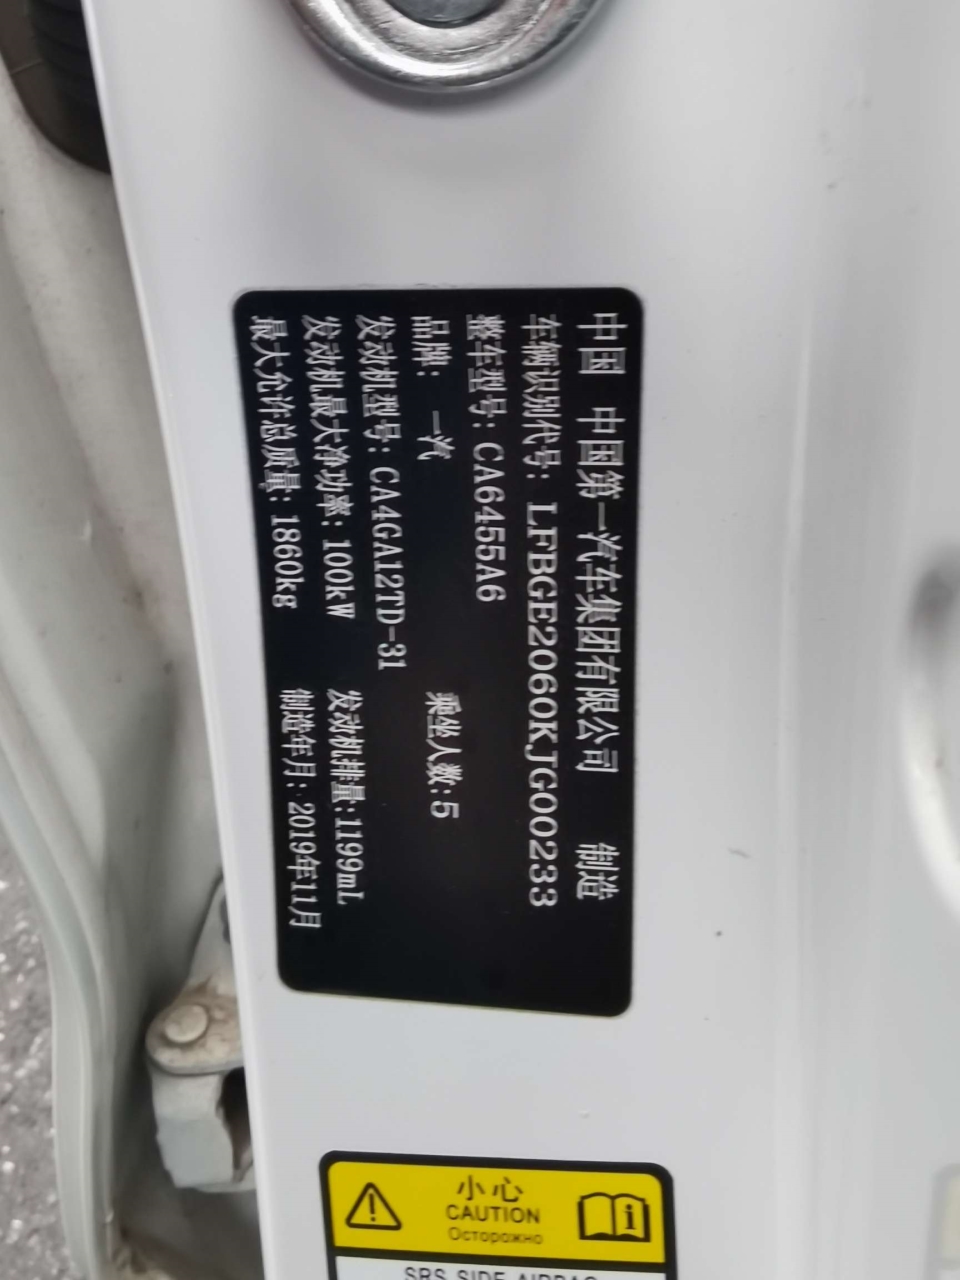 中国 中国第一汽车集团有限公司 制造
车辆识别代号: LFBGE2060KJG00233
整车型号: CA6455A6
品牌: 一汽 乘坐人数:5
发动机型号: CA4GA12TD-31
发动机最大净功率: 100kW 发动机排量:1199mL
最大允许总质量: 1860kg 制造年月: 2019年11月
小心
CAUTION
Осторожно
SRS SIDE AIRBAG